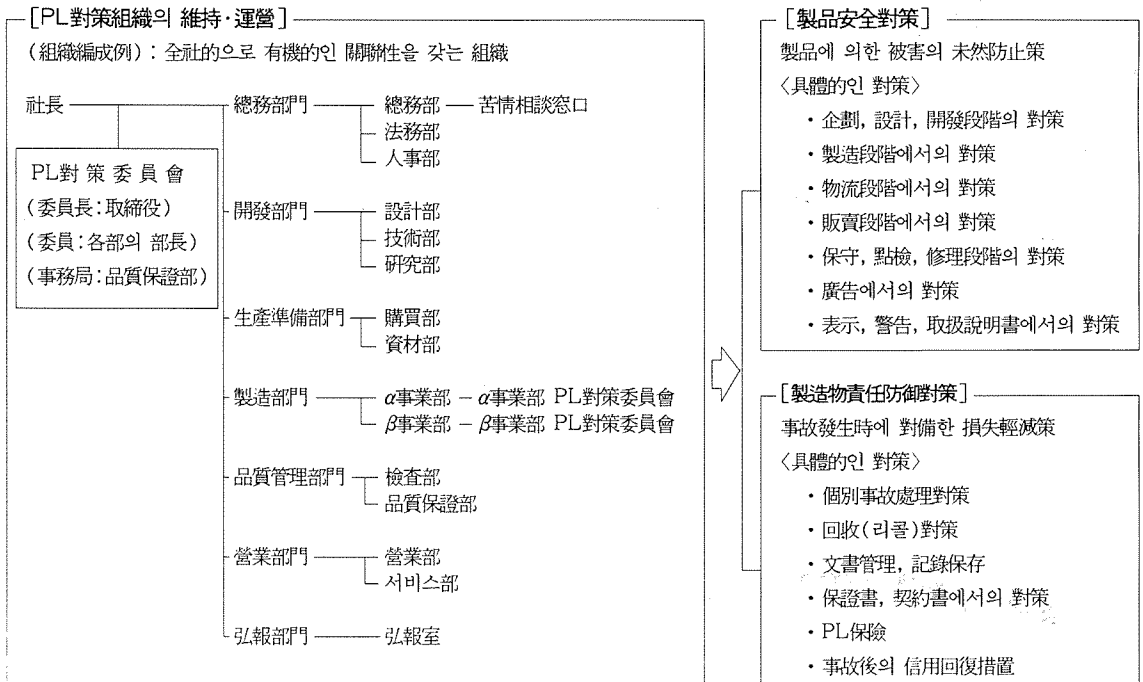 [PL對策組織의 維持·運營]
(組織編成例) : 全社的으로 有機的인 關聯性을 갖는 組織
社長
PL對策委員會
(委員長:取締役)
(委員:各部의 部長)
(事務局:品質保證部)
總務部門 總務部 苦情相談窓口
法務部
人事部
開發部門 設計部
技術部
硏究部
生産準備部門 購買部
資材部
製造部門 α事業部 - α事業部 PL對策委員會
β事業部 - β事業部 PL對策委員會
品質管理部門 檢査部
品質保證部
營業部門 營業部
서비스部
弘報部門 弘報室
[製品安全對策]
製品에 의한 被害의 未然防止策
〈具體的인 對策〉
· 企劃, 設計, 開發段階의 對策
· 製造段階에서의 對策
· 物流段階에서의 對策
· 販賣段階에서의 對策
· 保守, 點檢, 修理段階의 對策
· 廣告에서의 對策
· 表示, 警告, 取扱說明書에서의 對策
[製造物責任防御對策]
事故發生時에 對備한 損失輕減策
〈具體的인 對策〉
· 個別事故處理對策
· 回收(리콜)對策
· 文書管理, 記錄保存
· 保證書, 契約書에서의 對策
· PL保險
· 事故後의 信用回復措置